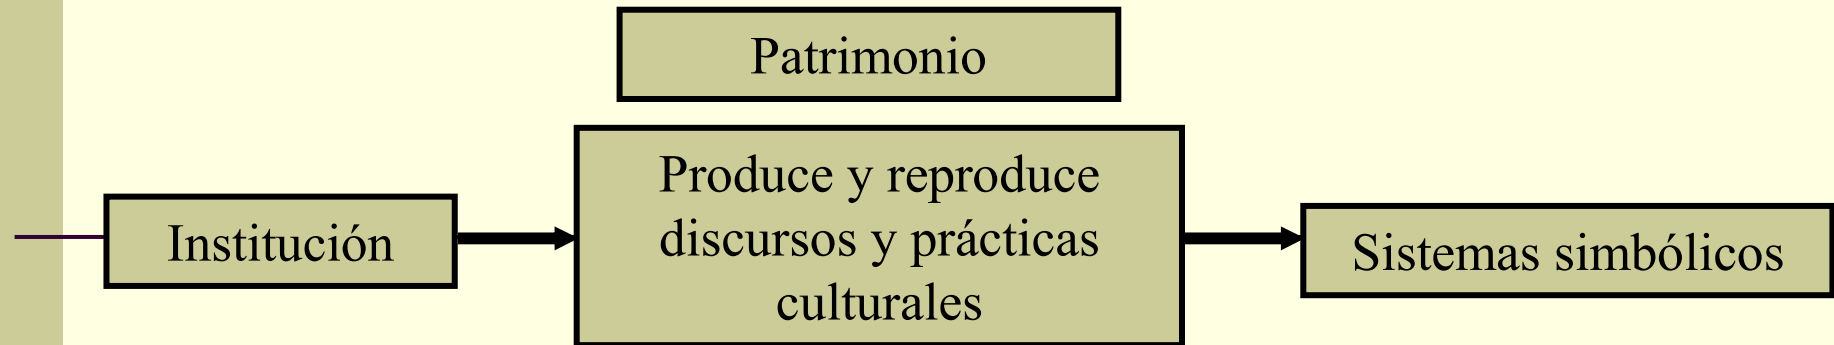 Patrimonio
Institución
Produce y reproduce
discursos y prácticas
culturales
Sistemas simbólicos